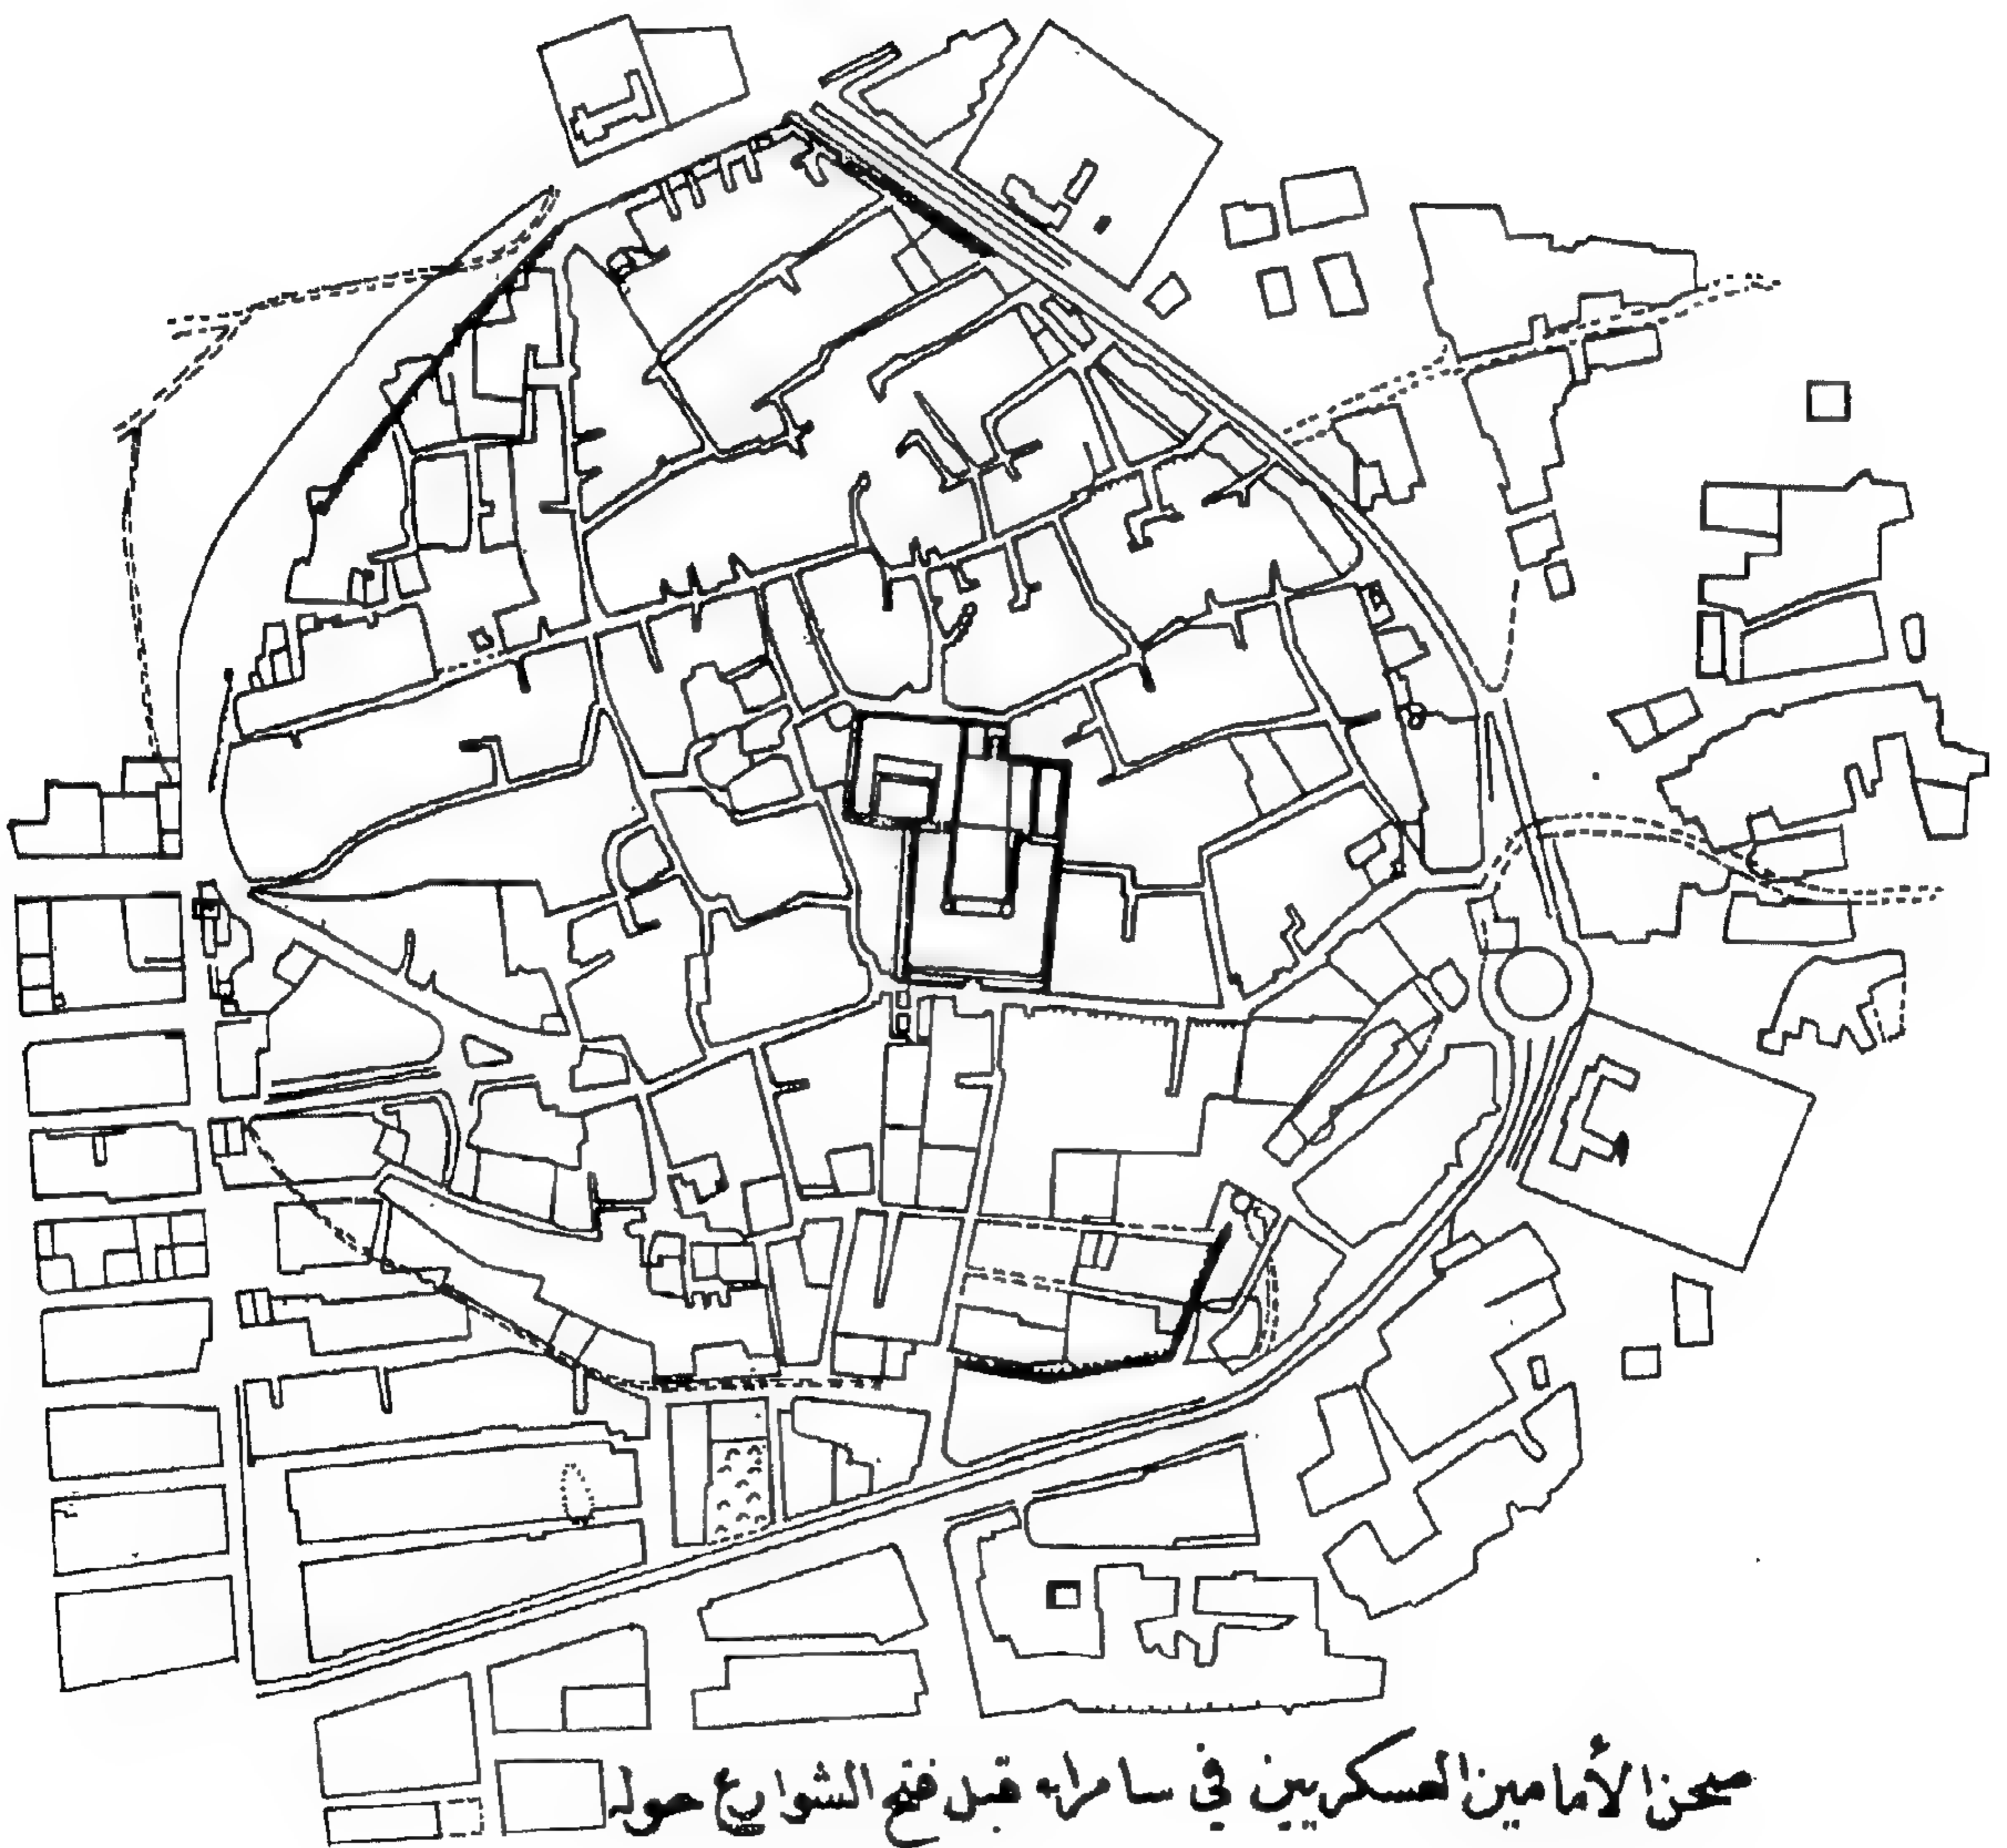 صحن الأمامين العسكريين في سامراء قبل فتح الشوارع حوله